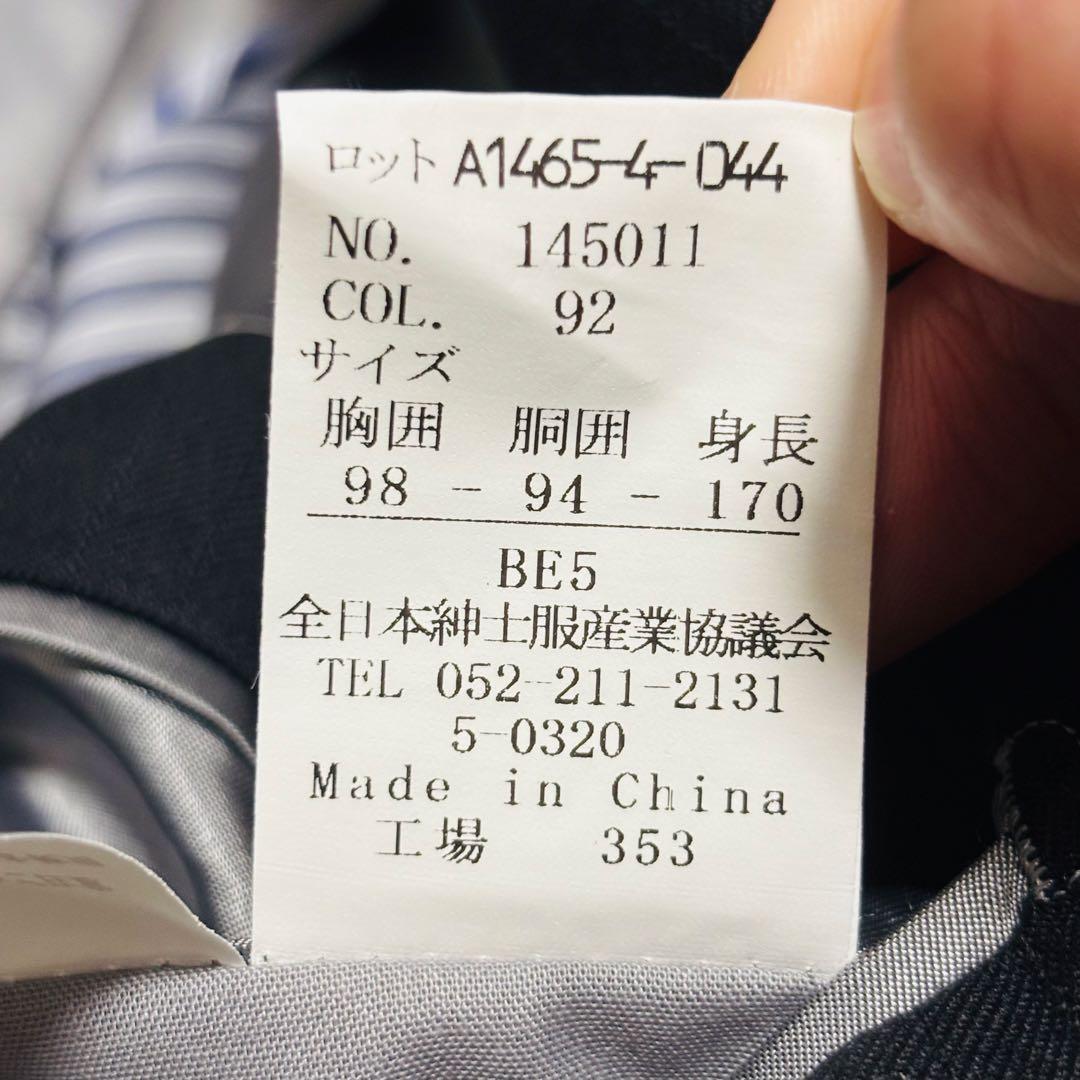 ロット A1465-4-044
NO. 145011
COL. 92
サイズ
胸囲 胴囲 身長
98 - 94 - 170
BE5
全日本紳士服産業協議会
TEL 052-211-2131
5-0320
Made in China
工場 353